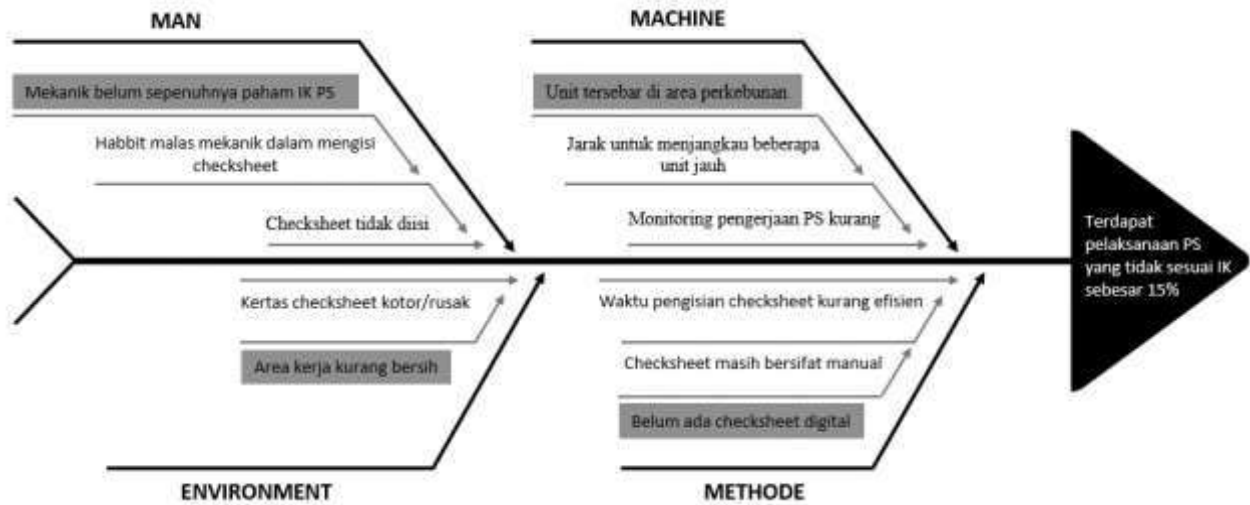 MAN
MACHINE
Mekanik belum sepenuhnya paham IK PS
Habbit malas mekanik dalam mengisi
checksheet
Checksheet tidak diisi
Unit tersebar di area perkebunan
Jarak untuk menjangkau beberapa
unit jauh
Monitoring pengerjaan PS kurang
Terdapat
pelaksanaan PS
yang tidak sesuai IK
sebesar 15%
Kertas checksheet kotor/rusak
Area kerja kurang bersih
Waktu pengisian checksheet kurang efisien
Checksheet masih bersifat manual
Belum ada checksheet digital
ENVIRONMENT
METHODE